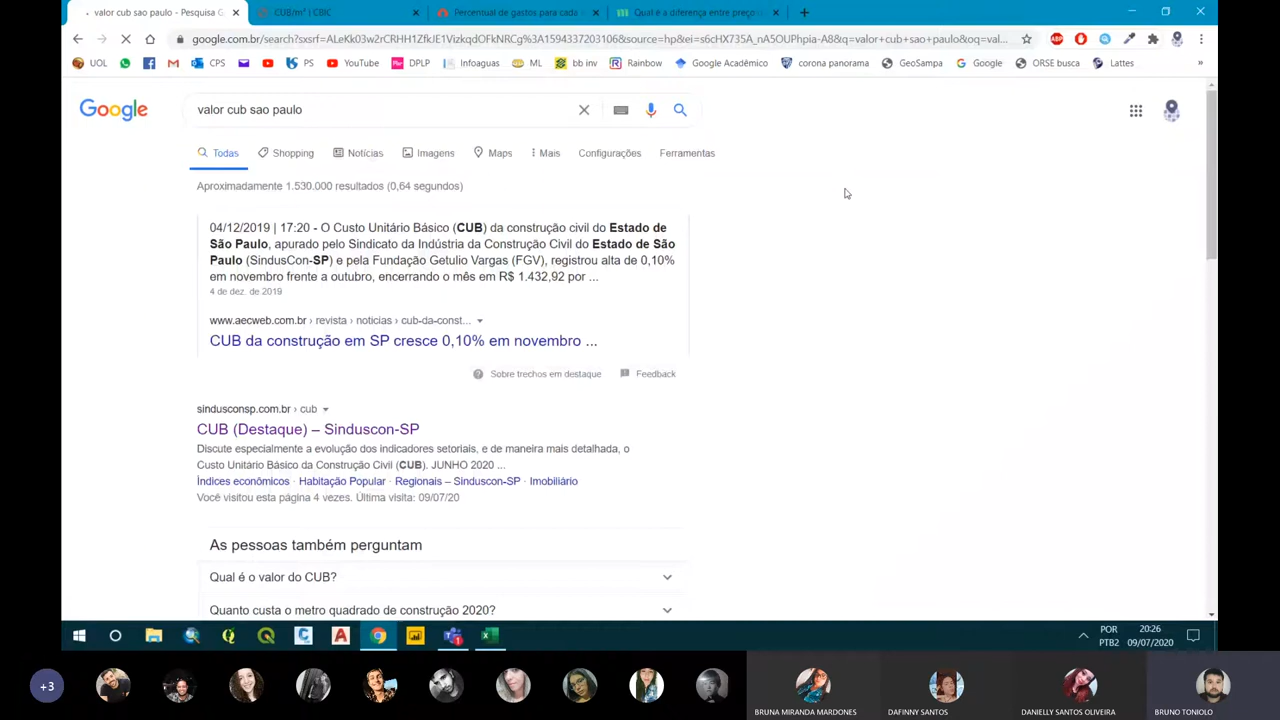 valor cub sao paulo - Pesquisa G
CUB/m² | CBIC
Percentual de gastos para cada
Qual é a diferença entre preço
google.com.br/search?sxsrf=ALeKk03w2rCRHH1ZfkJE1VizkqdOFkNRCg%3A1594337203106&source=hp&ei=s6cHX735A_nA5OUPhpia-A8&q=valor+cub+sao+paulo&oq=val...
UOL
CPS
PS
YouTube
DPLP
Infoaguas
ML
bb inv
Rainbow
Google Acadêmico
corona panorama
GeoSampa
Google
ORSE busca
Lattes
»
Google
valor cub sao paulo
Todas
Shopping
Notícias
Imagens
Maps
Mais
Configurações
Ferramentas
Aproximadamente 1.530.000 resultados (0,64 segundos)
04/12/2019 | 17:20 - O Custo Unitário Básico (CUB) da construção civil do Estado de
São Paulo, apurado pelo Sindicato da Indústria da Construção Civil do Estado de São
Paulo (SindusCon-SP) e pela Fundação Getulio Vargas (FGV), registrou alta de 0,10%
em novembro frente a outubro, encerrando o mês em R$ 1.432,92 por ...
4 de dez. de 2019
www.aecweb.com.br › revista › noticias › cub-da-const...
CUB da construção em SP cresce 0,10% em novembro ...
Sobre trechos em destaque
Feedback
sindusconsp.com.br › cub
CUB (Destaque) – Sinduscon-SP
Discute especialmente a evolução dos indicadores setoriais, e de maneira mais detalhada, o
Custo Unitário Básico da Construção Civil (CUB). JUNHO 2020 ...
Índices econômicos · Habitação Popular · Regionais – Sinduscon-SP · Imobiliário
Você visitou esta página 4 vezes. Última visita: 09/07/20
As pessoas também perguntam
Qual é o valor do CUB?
Quanto custa o metro quadrado de construção 2020?
POR
PTB2
20:26
09/07/2020
+3
BRUNA MIRANDA MARDONES
DAFINNY SANTOS
DANIELLY SANTOS OLIVEIRA
BRUNO TONIOLO